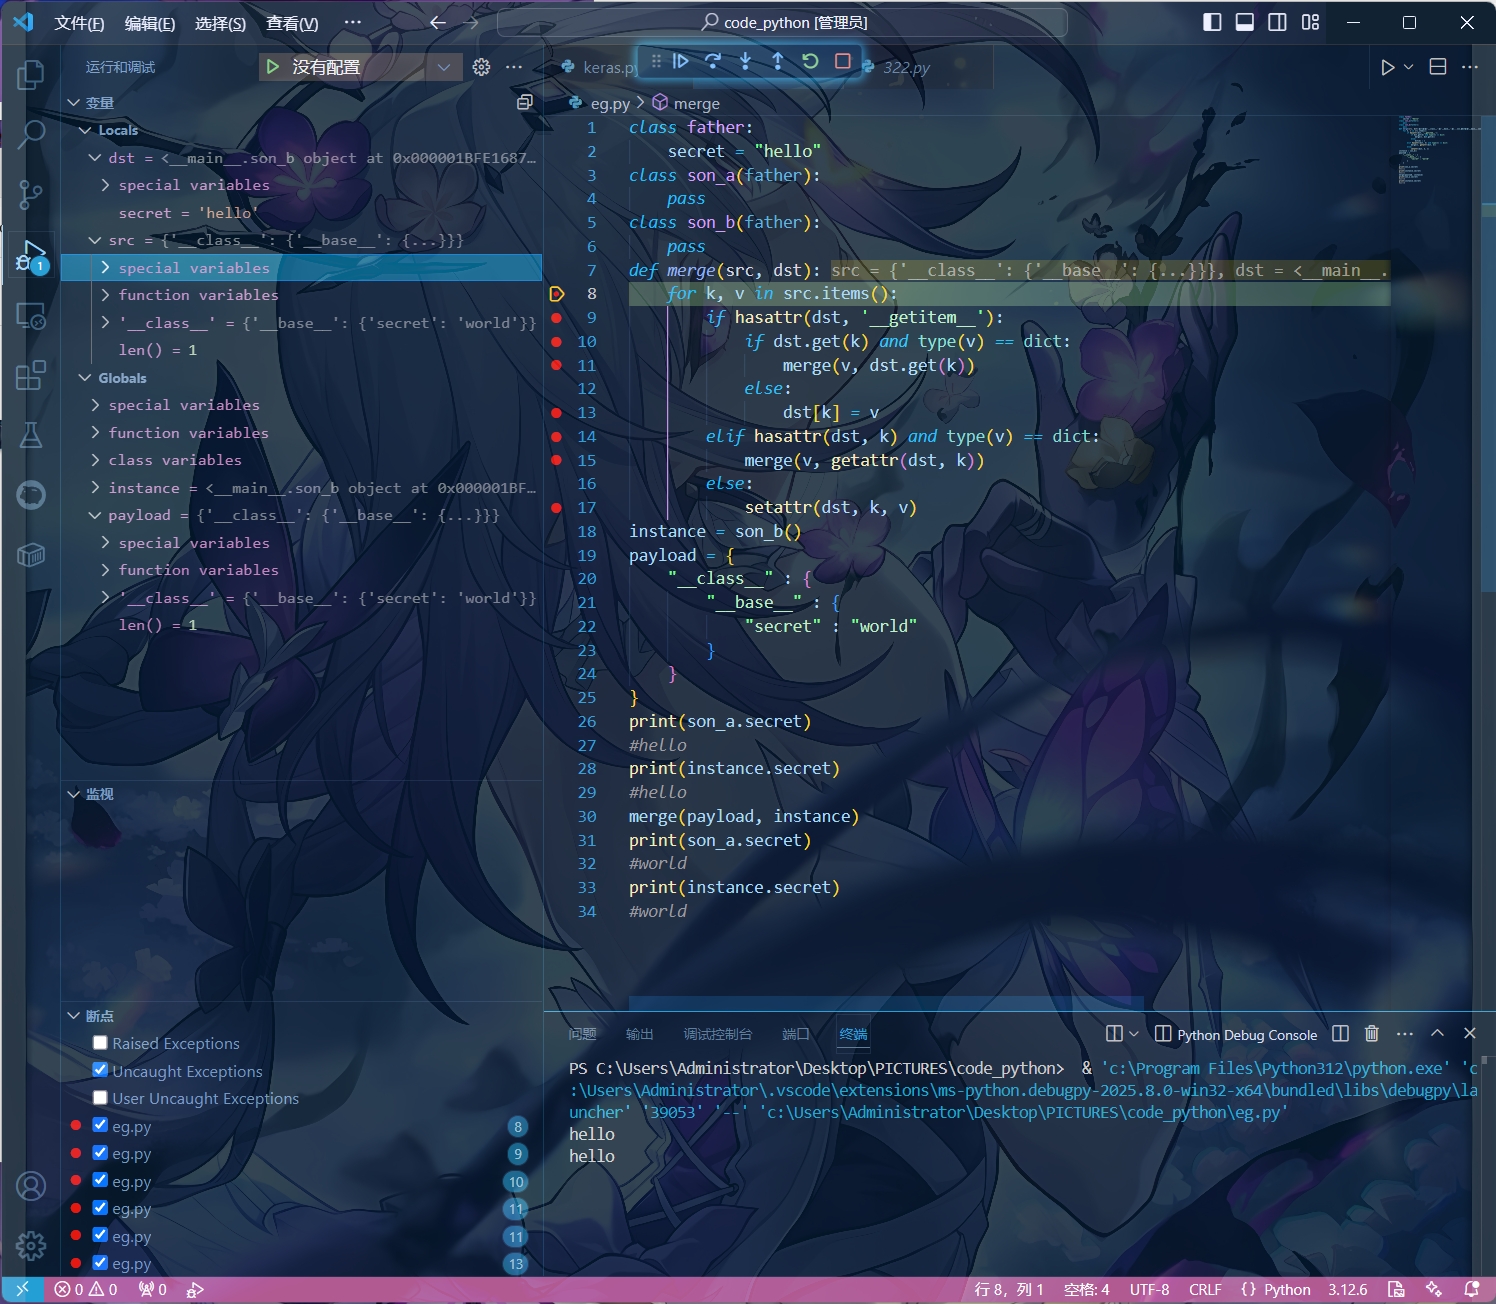 文件(F) 编辑(E) 选择(S) 查看(V) ··· code_python [管理员]
运行和调试 没有配置 ···
变量
Locals
dst = <__main__.son_b object at 0x000001BFE1687…
special variables
secret = 'hello'
src = {'__class__': {'__base__': {...}}}
special variables
function variables
'__class__' = {'__base__': {'secret': 'world'}}
len() = 1
Globals
special variables
function variables
class variables
instance = <__main__.son_b object at 0x000001BF…
payload = {'__class__': {'__base__': {...}}}
special variables
function variables
'__class__' = {'__base__': {'secret': 'world'}}
len() = 1
监视
断点
Raised Exceptions
Uncaught Exceptions
User Uncaught Exceptions
eg.py 8
eg.py 9
eg.py 10
eg.py 11
eg.py 11
eg.py 13
1
keras.py 322.py
eg.py > merge
1 class father:
2     secret = "hello"
3 class son_a(father):
4     pass
5 class son_b(father):
6     pass
7 def merge(src, dst): src = {'__class__': {'__base__': {...}}}, dst = <__main__.
8     for k, v in src.items():
9         if hasattr(dst, '__getitem__'):
10             if dst.get(k) and type(v) == dict:
11                 merge(v, dst.get(k))
12             else:
13                 dst[k] = v
14         elif hasattr(dst, k) and type(v) == dict:
15             merge(v, getattr(dst, k))
16         else:
17             setattr(dst, k, v)
18 instance = son_b()
19 payload = {
20     "__class__" : {
21         "__base__" : {
22             "secret" : "world"
23         }
24     }
25 }
26 print(son_a.secret)
27 #hello
28 print(instance.secret)
29 #hello
30 merge(payload, instance)
31 print(son_a.secret)
32 #world
33 print(instance.secret)
34 #world
问题 输出 调试控制台 端口 终端 Python Debug Console ···
PS C:\Users\Administrator\Desktop\PICTURES\code_python>  & 'c:\Program Files\Python312\python.exe' 'c
:\Users\Administrator\.vscode\extensions\ms-python.debugpy-2025.8.0-win32-x64\bundled\libs\debugpy\la
uncher' '39053' '--' 'c:\Users\Administrator\Desktop\PICTURES\code_python\eg.py'
hello
hello
0 0 0 行 8，列 1 空格: 4 UTF-8 CRLF {} Python 3.12.6